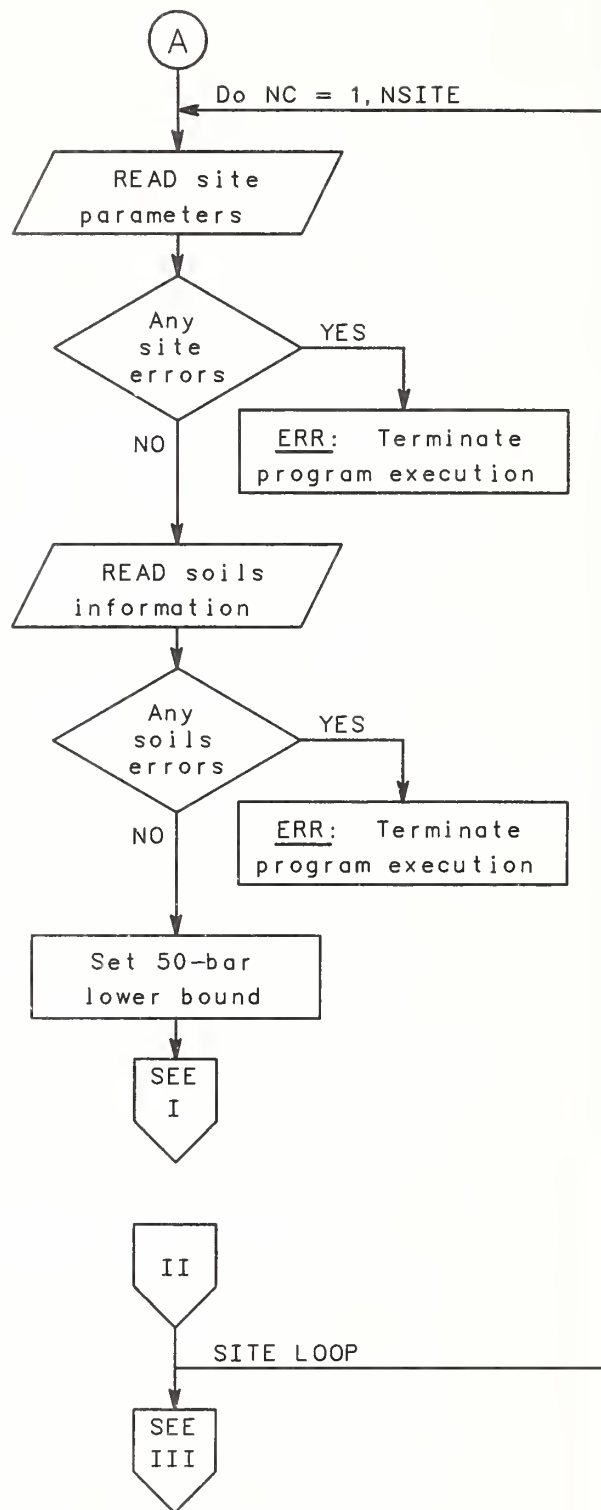 A
Do NC = 1, NSITE
READ site
parameters
Any
site
errors
YES
NO
ERR: Terminate
program execution
READ soils
information
Any
soils
errors
YES
NO
ERR: Terminate
program execution
Set 50-bar
lower bound
SEE
I
II
SITE LOOP
SEE
III